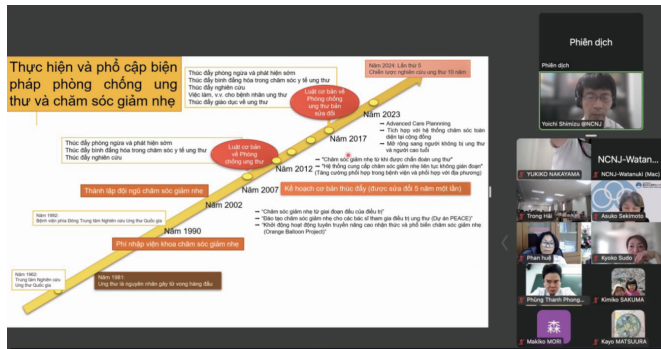 Thực hiện và phổ cập biện
pháp phòng chống ung
thư và chăm sóc giảm nhẹ
Thúc đẩy phòng ngừa và phát hiện sớm
Thúc đẩy bình đẳng hóa trong chăm sóc y tế ung thư
Thúc đẩy nghiên cứu
Việc làm, v.v. cho bệnh nhân ung thư
Thúc đẩy giáo dục về ung thư
Năm 2024: Lần thứ 5
Chiến lược nghiên cứu ung thư 10 năm
Luật cơ bản về
Phòng chống
ung thư bản
sửa đổi
Năm 2023
Advanced Care Plannning
Tích hợp với hệ thống chăm sóc toàn
diện tại cộng đồng
Mở rộng sang người không bị ung thư
và người cao tuổi
Năm 2017
Thúc đẩy phòng ngừa và phát hiện sớm
Thúc đẩy bình đẳng hóa trong chăm sóc y tế ung thư
Thúc đẩy nghiên cứu
Luật cơ bản
về Phòng
chống ung thư
Năm 2012
"Chăm sóc giảm nhẹ từ khi được chẩn đoán ung thư"
"Hệ thống cung cấp chăm sóc giảm nhẹ liên tục không gián đoạn"
(Tăng cường phối hợp trong bệnh viện và phối hợp với địa phương)
Thành lập đội ngũ chăm sóc giảm nhẹ
Năm 2007
Kế hoạch cơ bản thúc đẩy (được sửa đổi 5 năm một lần)
Năm 2002
"Chăm sóc giảm nhẹ từ giai đoạn đầu của điều trị"
"Đào tạo chăm sóc giảm nhẹ cho các bác sĩ tham gia điều trị ung thư (Dự án PEACE)"
"Khởi động hoạt động tuyên truyền nâng cao nhận thức và phổ biến chăm sóc giảm nhẹ
(Orange Balloon Project)"
Năm 1992:
Bệnh viện phía Đông Trung tâm Nghiên cứu Ung thư Quốc gia
Năm 1990
Phí nhập viện khoa chăm sóc giảm nhẹ
Năm 1962:
Trung tâm Nghiên cứu
Ung thư Quốc gia
Năm 1981:
Ung thư là nguyên nhân gây tử vong hàng đầu
Phiên dịch
Phiên dịch
Yoichi Shimizu @NCNJ
YUKIKO NAKAYAMA
NCNJ-Watan...
NCNJ-Watanuki (Mac)
Trong Hải
Asuko Sekimoto
Phan huệ
Kyoko Sudo
Phùng Thanh Phong...
Kimiko SAKUMA
森
Makiko MORI
Kayo MATSUURA